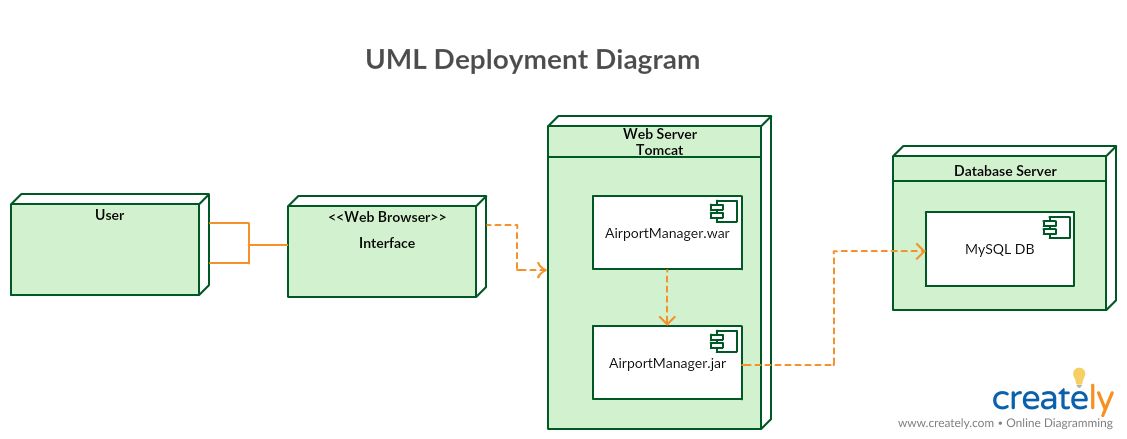 UML Deployment Diagram
User
<<Web Browser>>
Interface
Web Server
Tomcat
AirportManager.war
AirportManager.jar
Database Server
MySQL DB
creately
www.creately.com • Online Diagramming